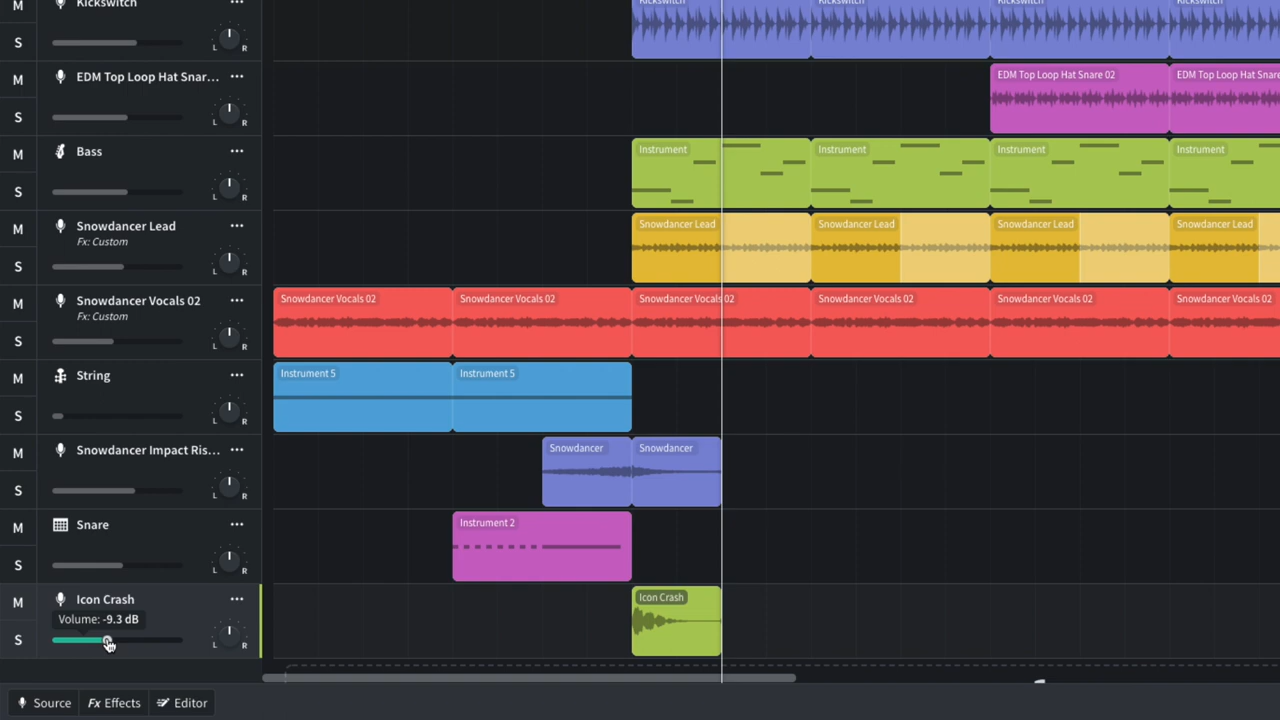 M
Kickswitch
S
L R
Kickswitch
Kickswitch
Kickswitch
Kickswitch
M
EDM Top Loop Hat Snar... •••
S
L R
EDM Top Loop Hat Snare 02
EDM Top Loop Hat Snare
M
Bass •••
S
L R
Instrument
Instrument
Instrument
Instrument
M
Snowdancer Lead •••
Fx: Custom
S
L R
Snowdancer Lead
Snowdancer Lead
Snowdancer Lead
Snowdancer Lead
M
Snowdancer Vocals 02 •••
Fx: Custom
S
L R
Snowdancer Vocals 02
Snowdancer Vocals 02
Snowdancer Vocals 02
Snowdancer Vocals 02
Snowdancer Vocals 02
Snowdancer Vocals 02
M
String •••
S
L R
Instrument 5
Instrument 5
M
Snowdancer Impact Ris... •••
S
L R
Snowdancer
Snowdancer
M
Snare •••
S
L R
Instrument 2
M
Icon Crash •••
Volume: -9.3 dB
S
L R
Icon Crash
Source
Fx Effects
Editor